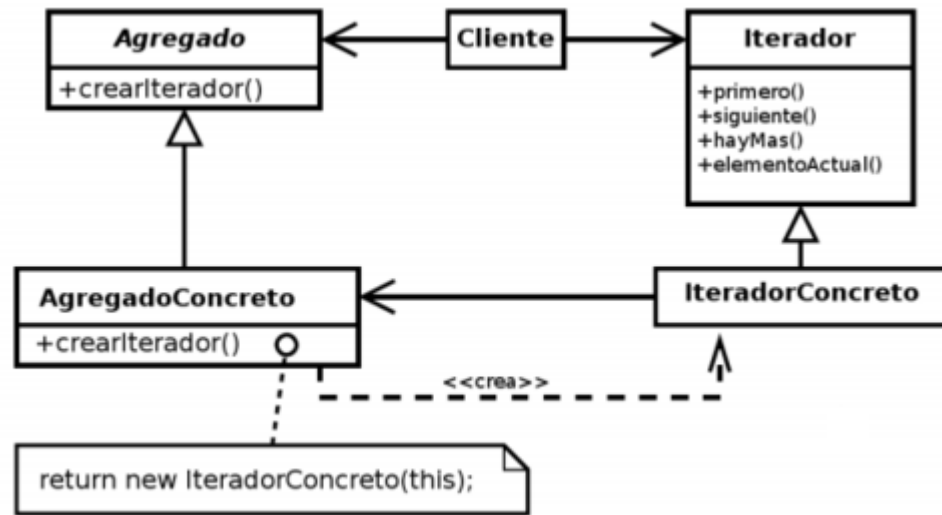 Agregado
+crearIterador()
Cliente
Iterador
+primero()
+siguiente()
+hayMas()
+elementoActual()
AgregadoConcreto
+crearIterador()
IteradorConcreto
<<crea>>
return new IteradorConcreto(this);